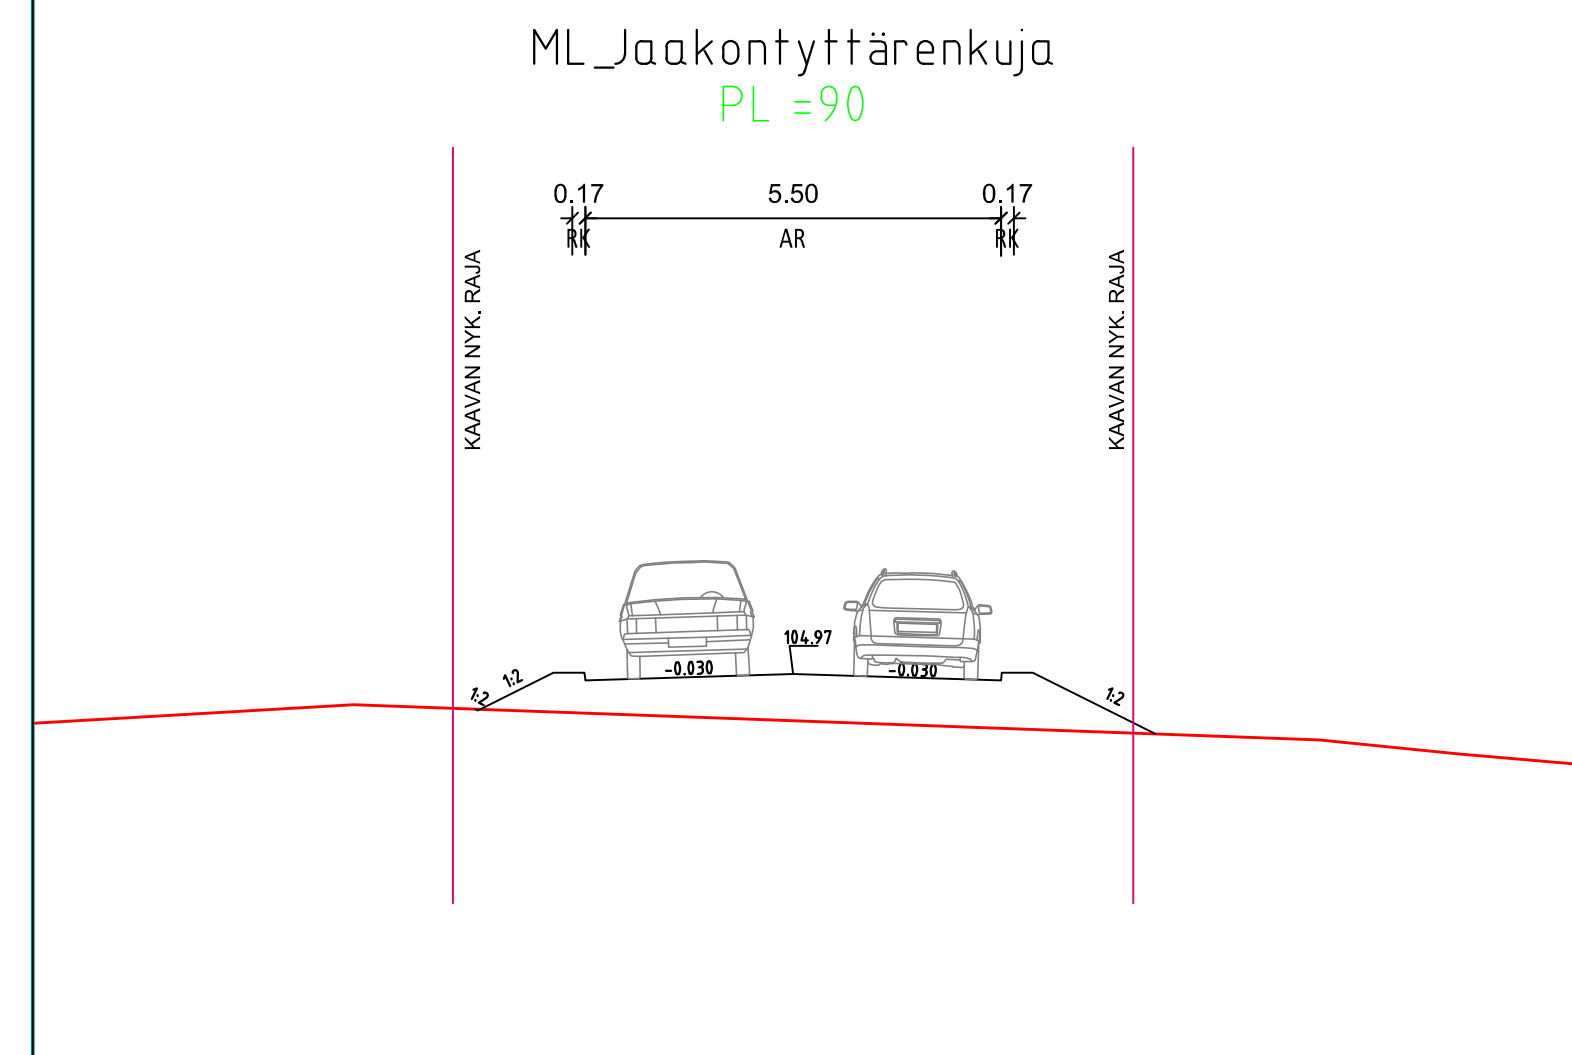 ML_Jaakontyttärenkuja
PL =90
0.17 5.50 0.17
RK AR RK
KAAVAN NYK. RAJA
KAAVAN NYK. RAJA
104.97
-0.030 -0.030
1:2 1:2 1:2